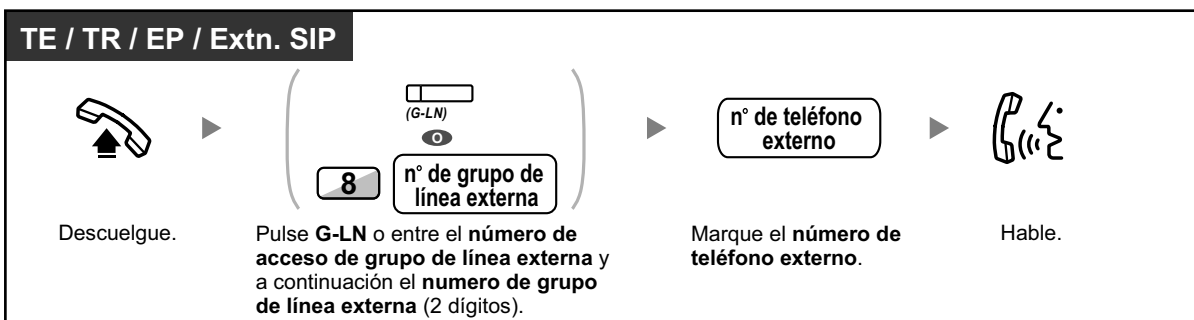 TE / TR / EP / Extn. SIP
(G-LN)
O
8
n° de grupo de
línea externa
n° de teléfono
externo
Descuelgue.
Pulse G-LN o entre el número de
acceso de grupo de línea externa y
a continuación el numero de grupo
de línea externa (2 dígitos).
Marque el número de
teléfono externo.
Hable.